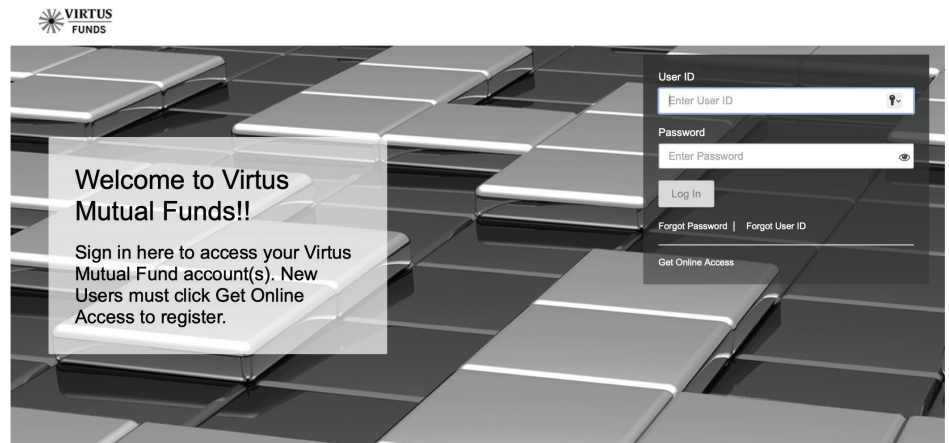 VIRTUS
FUNDS
Welcome to Virtus
Mutual Funds!!
Sign in here to access your Virtus
Mutual Fund account(s). New
Users must click Get Online
Access to register.
User ID
Enter User ID
Password
Enter Password
Log In
Forgot Password | Forgot User ID
Get Online Access